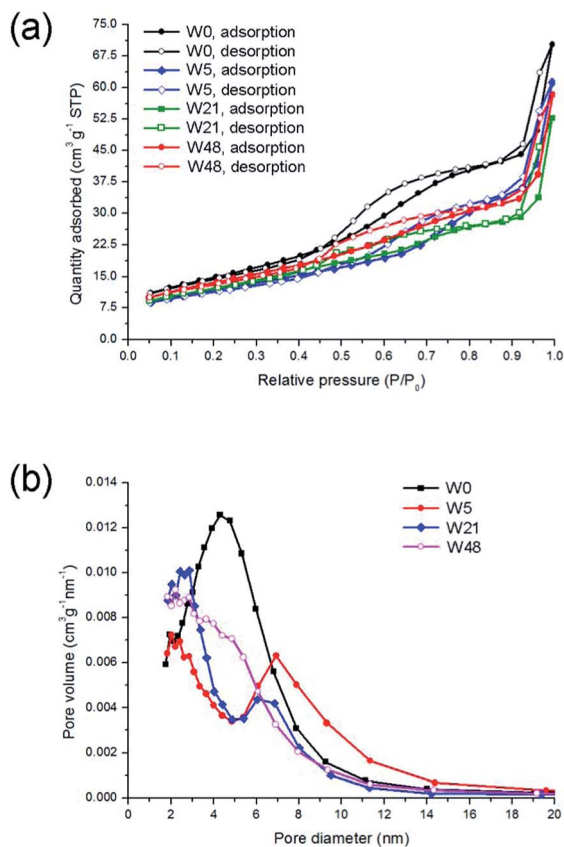 (a)
W0, adsorption
W0, desorption
W5, adsorption
W5, desorption
W21, adsorption
W21, desorption
W48, adsorption
W48, desorption
Quantity adsorbed (cm³ g⁻¹ STP)
75.0
67.5
60.0
52.5
45.0
37.5
30.0
22.5
15.0
7.5
0.0
0.0 0.1 0.2 0.3 0.4 0.5 0.6 0.7 0.8 0.9 1.0
Relative pressure (P/P₀)
(b)
W0
W5
W21
W48
Pore volume (cm³g⁻¹nm⁻¹)
0.014
0.012
0.010
0.008
0.006
0.004
0.002
0.000
0 2 4 6 8 10 12 14 16 18 20
Pore diameter (nm)